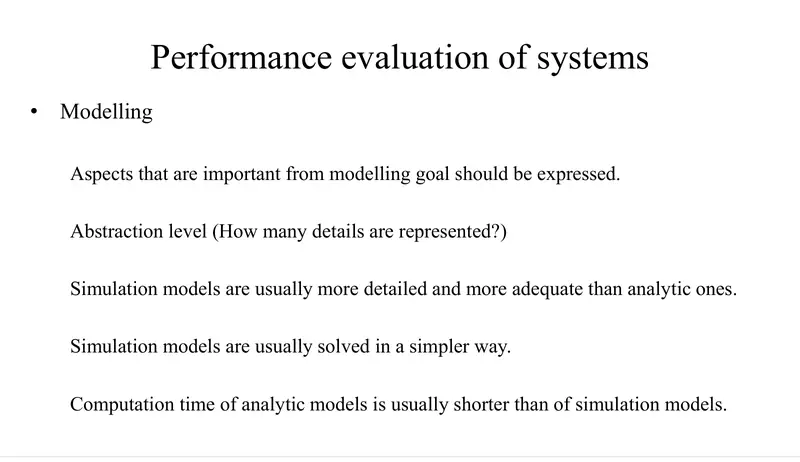 Performance evaluation of systems
• Modelling
Aspects that are important from modelling goal should be expressed.
Abstraction level (How many details are represented?)
Simulation models are usually more detailed and more adequate than analytic ones.
Simulation models are usually solved in a simpler way.
Computation time of analytic models is usually shorter than of simulation models.